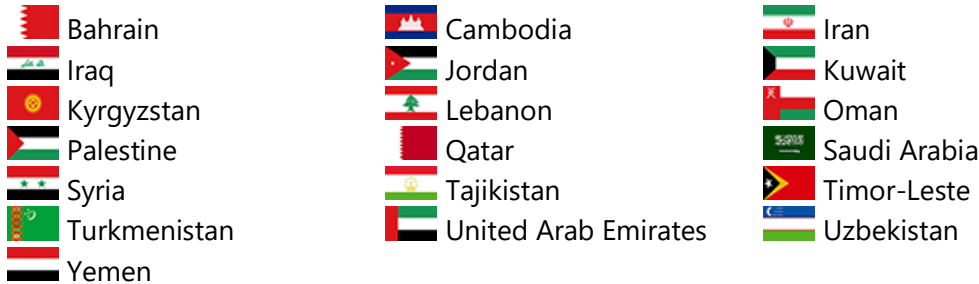 Bahrain Cambodia Iran
Iraq Jordan Kuwait
Kyrgyzstan Lebanon Oman
Palestine Qatar Saudi Arabia
Syria Tajikistan Timor-Leste
Turkmenistan United Arab Emirates Uzbekistan
Yemen